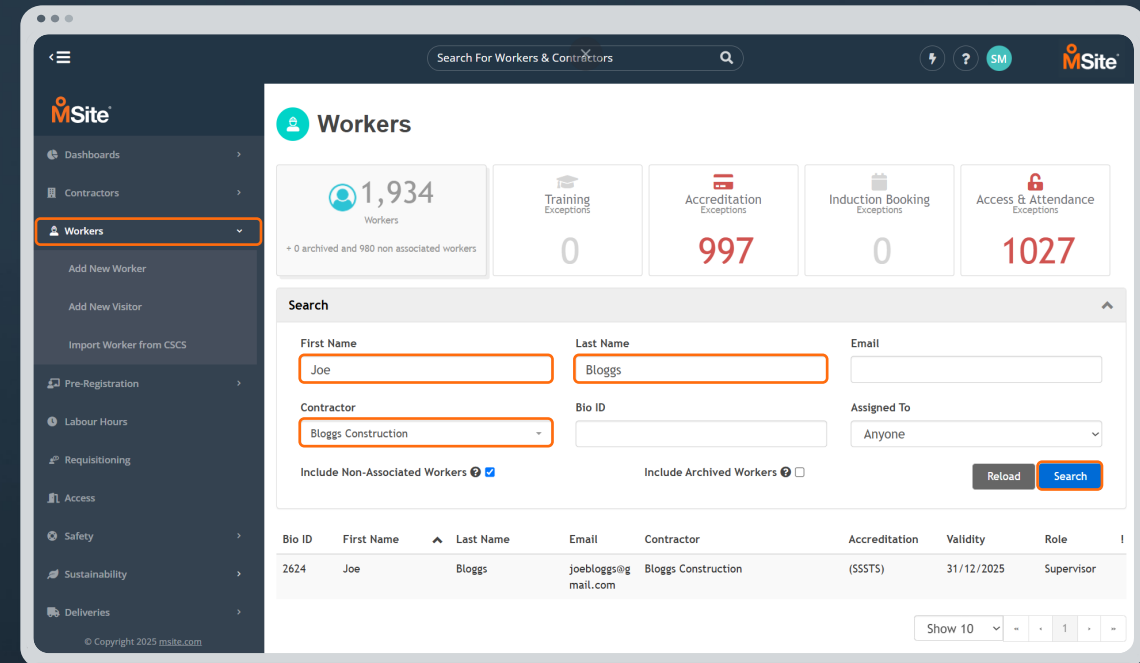 Search For Workers & Contractors
?
SM
MSite
MSite
Dashboards
Contractors
Workers
Add New Worker
Add New Visitor
Import Worker from CSCS
Pre-Registration
Labour Hours
Requisitioning
Access
Safety
Sustainability
Deliveries
© Copyright 2025 msite.com
Workers
1,934
Workers
+ 0 archived and 980 non associated workers
Training
Exceptions
0
Accreditation
Exceptions
997
Induction Booking
Exceptions
0
Access & Attendance
Exceptions
1027
Search
First Name
Last Name
Email
Joe
Bloggs
Contractor
Bio ID
Assigned To
Bloggs Construction
Anyone
Include Non-Associated Workers ?
Include Archived Workers ?
Reload
Search
Bio ID First Name Last Name Email Contractor Accreditation Validity Role !
2624 Joe Bloggs joebloggs@g Bloggs Construction (SSSTS) 31/12/2025 Supervisor
mail.com
Show 10
1